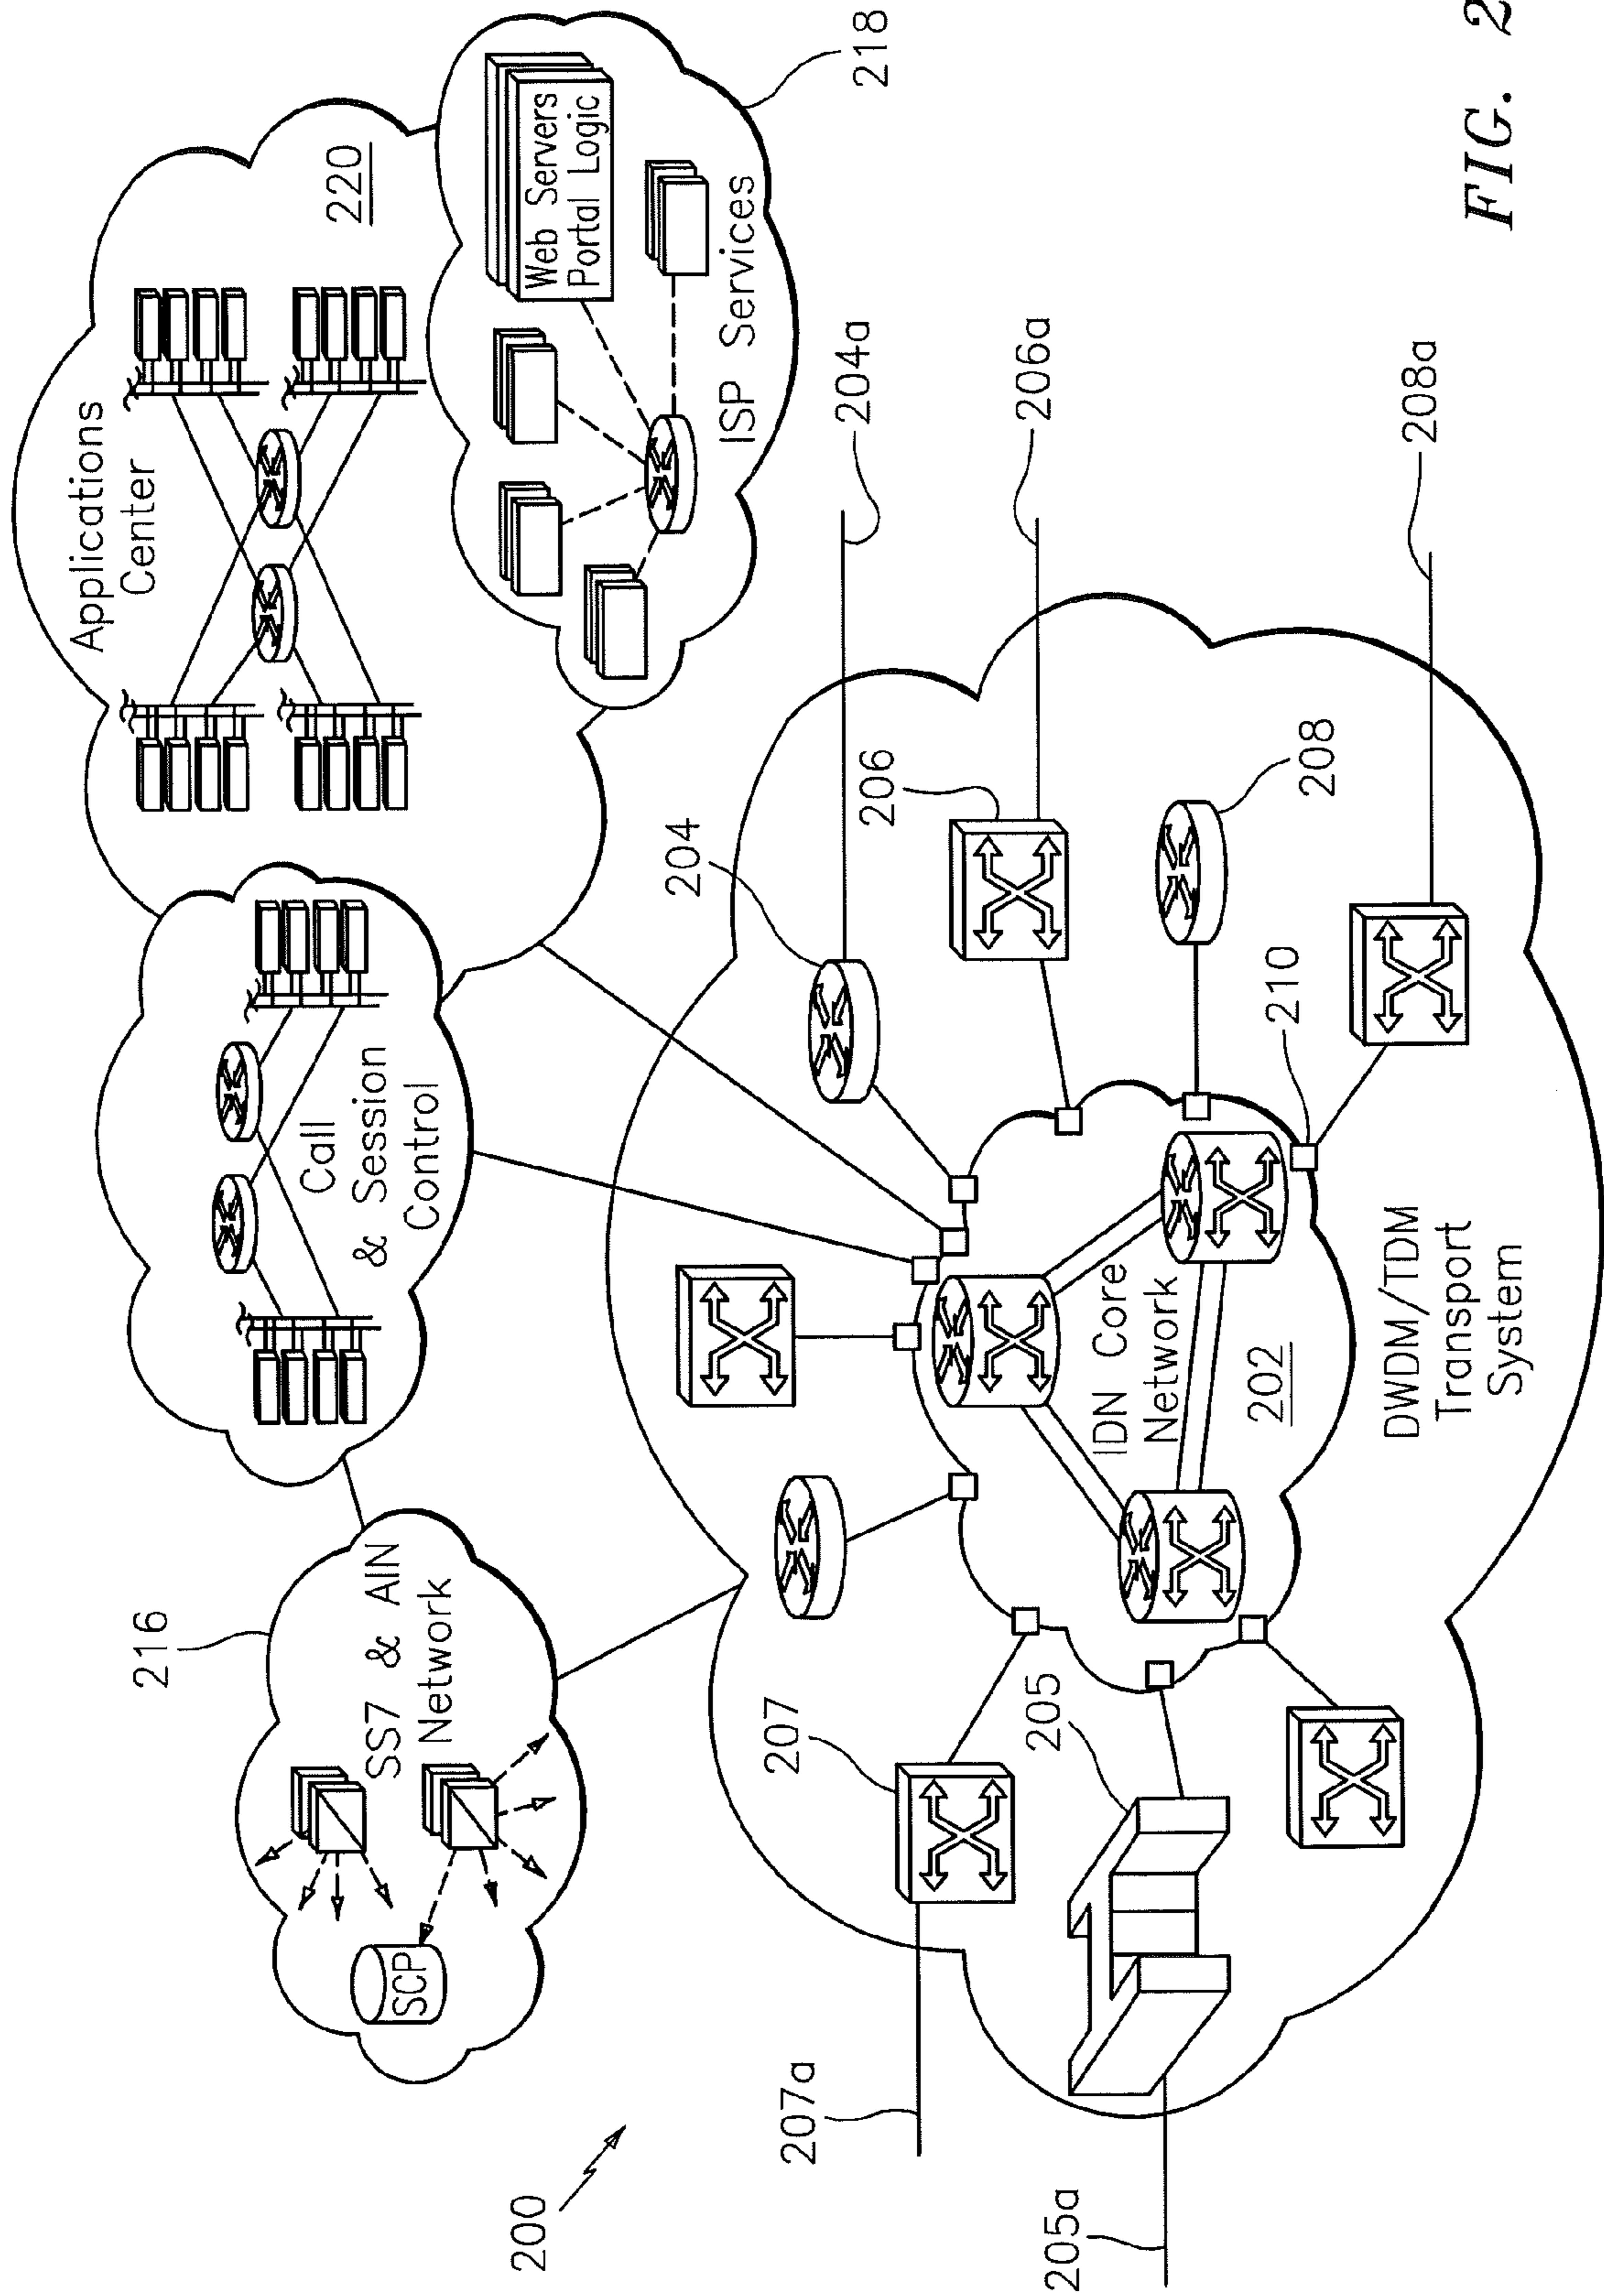 Applications
Center
220
Web Servers
Portal Logic
ISP Services
218
Call
& Session
Control
216
SS7 & AIN
Network
SCP
200
204
204a
206
206a
208
208a
210
207
207a
205
205a
IDN Core
Network
202
DWDM/TDM
Transport
System
FIG. 2